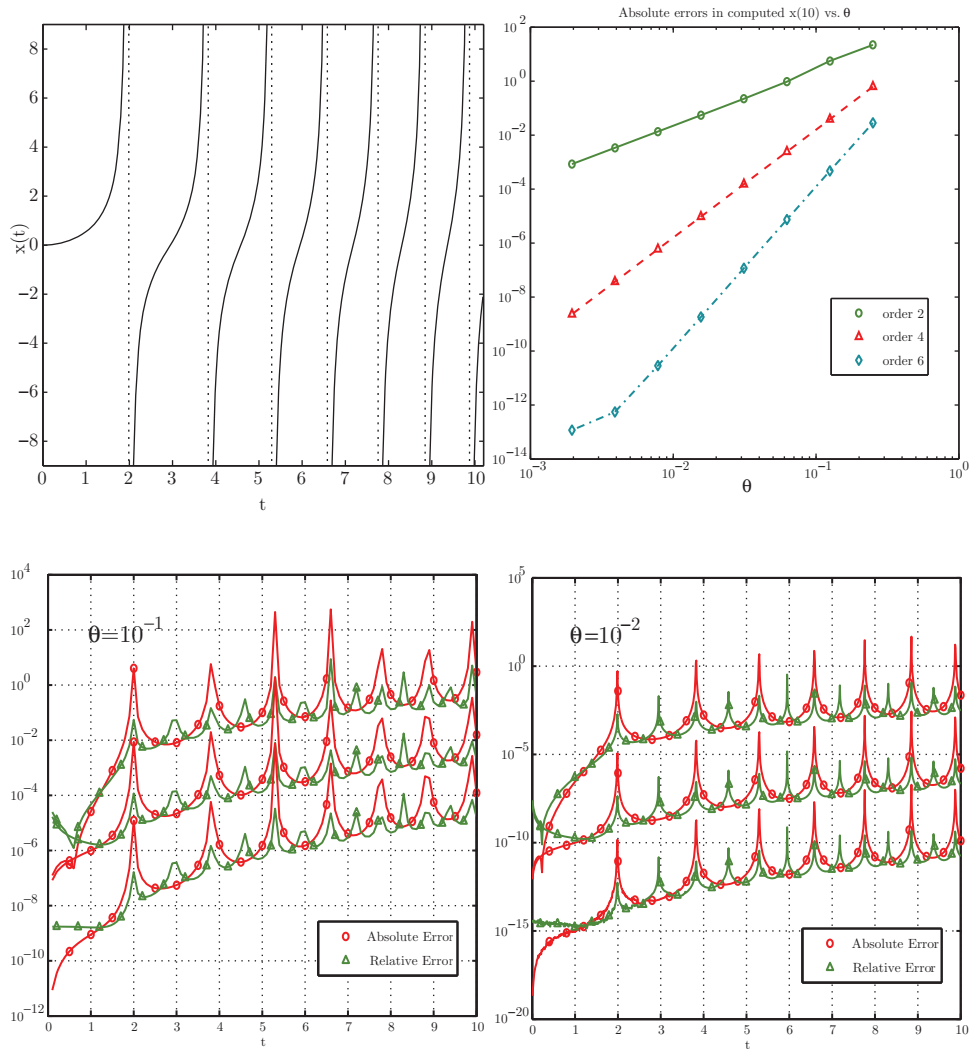 8
6
4
2
0
−2
−4
−6
−8
x(t)
0 1 2 3 4 5 6 7 8 9 10
t
Absolute errors in computed x(10) vs. θ
10^2
10^0
10^−2
10^−4
10^−6
10^−8
10^−10
10^−12
10^−14
order 2
order 4
order 6
10^−3 10^−2 10^−1 10^0
θ
10^4
10^2
10^0
10^−2
10^−4
10^−6
10^−8
10^−10
10^−12
θ=10^−1
Absolute Error
Relative Error
0 1 2 3 4 5 6 7 8 9 10
t
10^5
10^0
10^−5
10^−10
10^−15
10^−20
θ=10^−2
Absolute Error
Relative Error
0 1 2 3 4 5 6 7 8 9 10
t